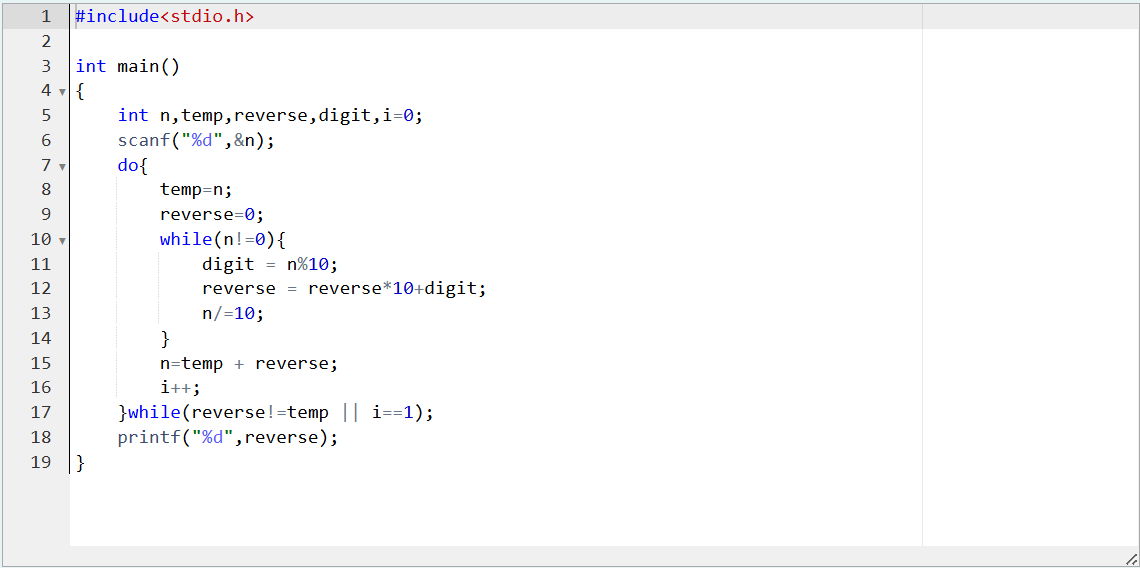 1 #include<stdio.h>
2
3 int main()
4 {
5 int n,temp,reverse,digit,i=0;
6 scanf("%d",&n);
7 do{
8 temp=n;
9 reverse=0;
10 while(n!=0){
11 digit = n%10;
12 reverse = reverse*10+digit;
13 n/=10;
14 }
15 n=temp + reverse;
16 i++;
17 }while(reverse!=temp || i==1);
18 printf("%d",reverse);
19 }